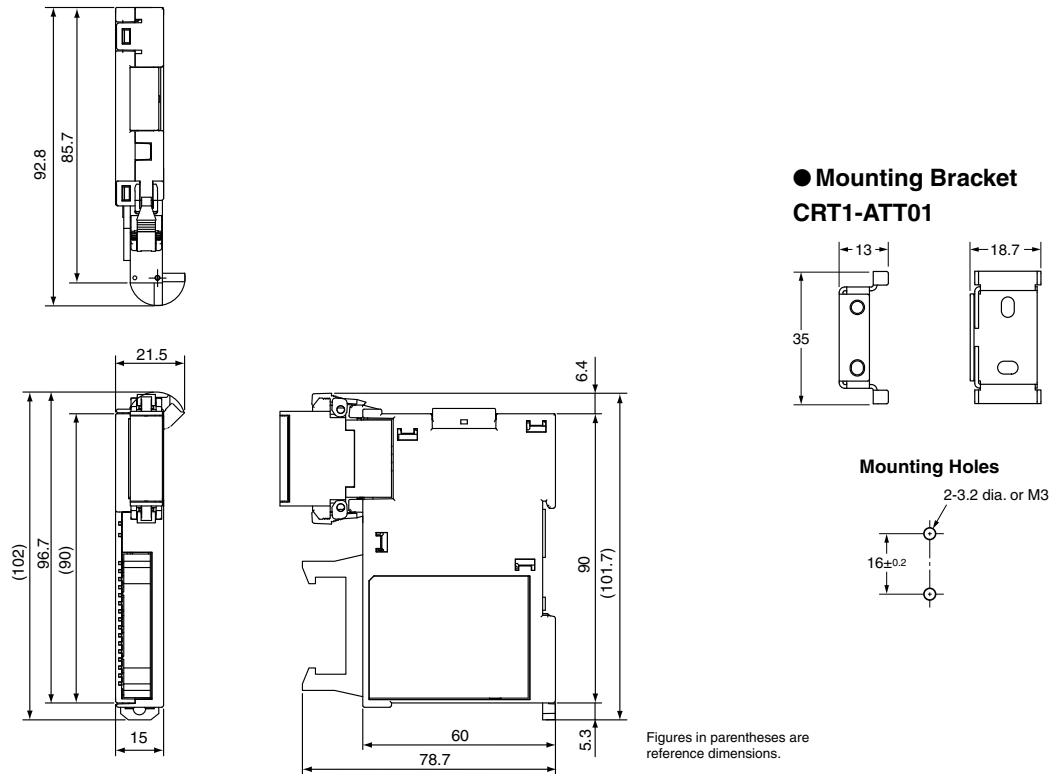 92.8
85.7
● Mounting Bracket
CRT1-ATT01
13
18.7
35
21.5
6.4
Mounting Holes
2-3.2 dia. or M3
16±0.2
(102)
96.7
(90)
90
(101.7)
15
60
78.7
5.3
Figures in parentheses are
reference dimensions.